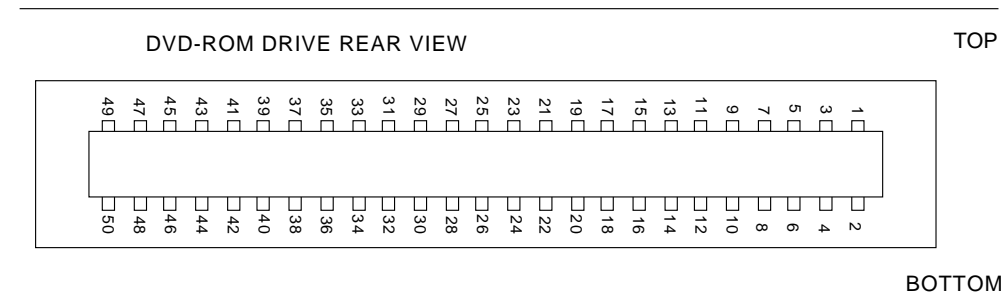 DVD-ROM DRIVE REAR VIEW
TOP
49 47 45 43 41 39 37 35 33 31 29 27 25 23 21 19 17 15 13 11 9 7 5 3 1
50 48 46 44 42 40 38 36 34 32 30 28 26 24 22 20 18 16 14 12 10 8 6 4 2
BOTTOM